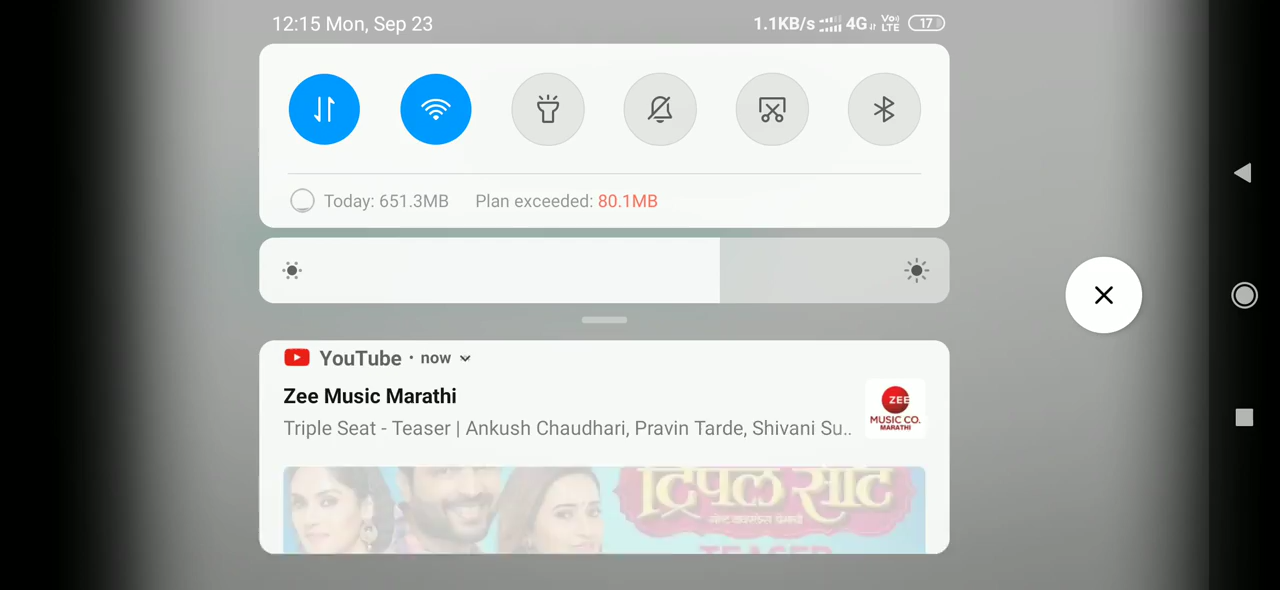 12:15 Mon, Sep 23
1.1KB/s 4G Vo LTE 17
Today: 651.3MB Plan exceeded: 80.1MB
YouTube · now
Zee Music Marathi
Triple Seat - Teaser | Ankush Chaudhari, Pravin Tarde, Shivani Su..
ZEE
MUSIC CO.
MARATHI
ट्रिपल सीट
TEASER